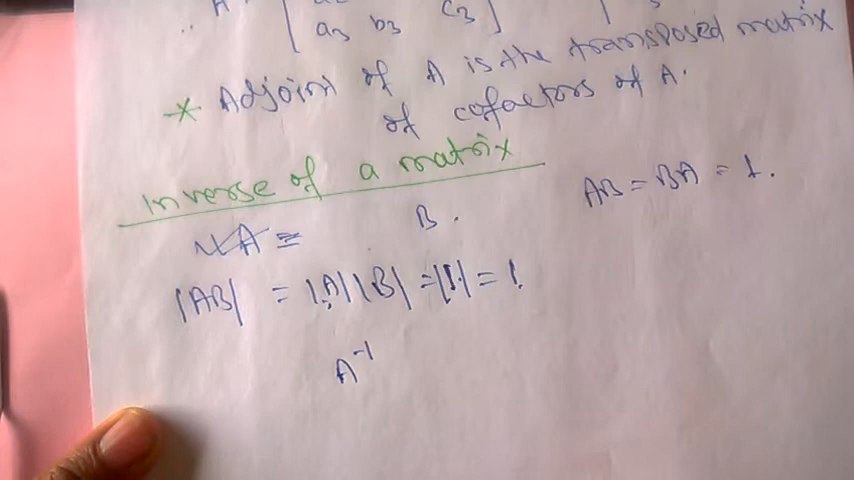 a3 b3 c3
* Adjoint of A is the transposed matrix
of cofactors of A.
Inverse of a matrix
B. AB = BA = I.
|AB| = |A||B| = |I| = 1.
A⁻¹